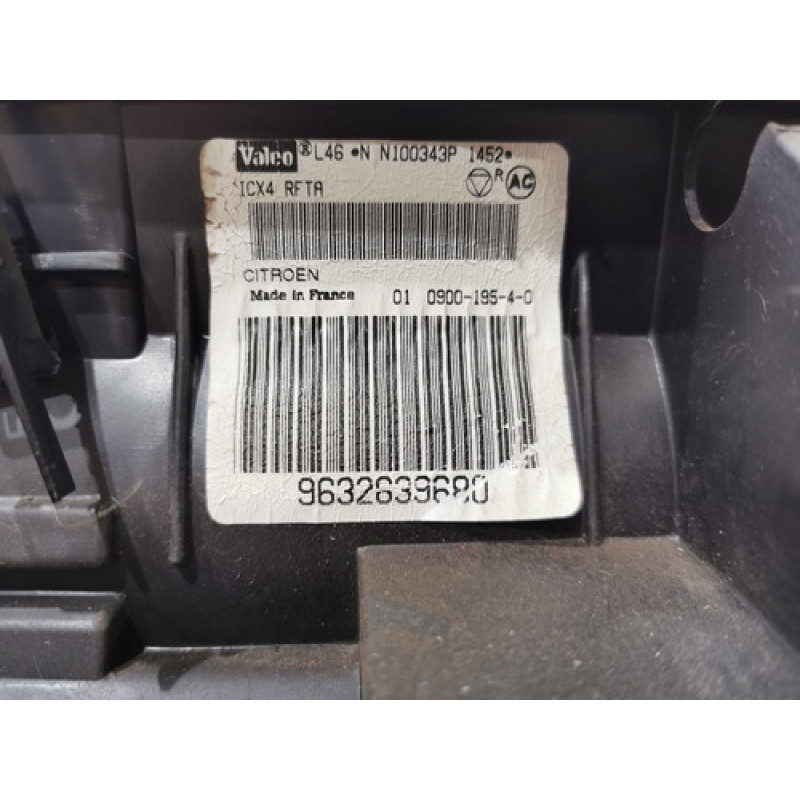 Valeo® L46 •N N100343P 1452•
ICX4 RFTA R AC
CITROEN
Made in France 01 0900-195-4-0
9632639680